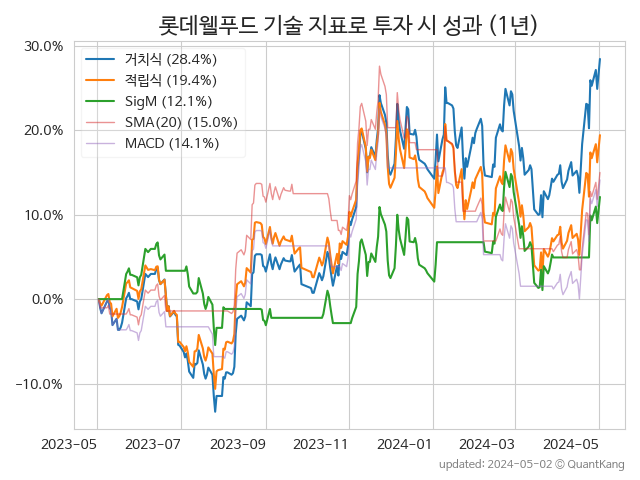 롯데웰푸드 기술 지표로 투자 시 성과 (1년)
30.0%
20.0%
10.0%
0.0%
−10.0%
거치식 (28.4%)
적립식 (19.4%)
SigM (12.1%)
SMA(20) (15.0%)
MACD (14.1%)
2023-05
2023-07
2023-09
2023-11
2024-01
2024-03
2024-05
updated: 2024-05-02 © QuantKang